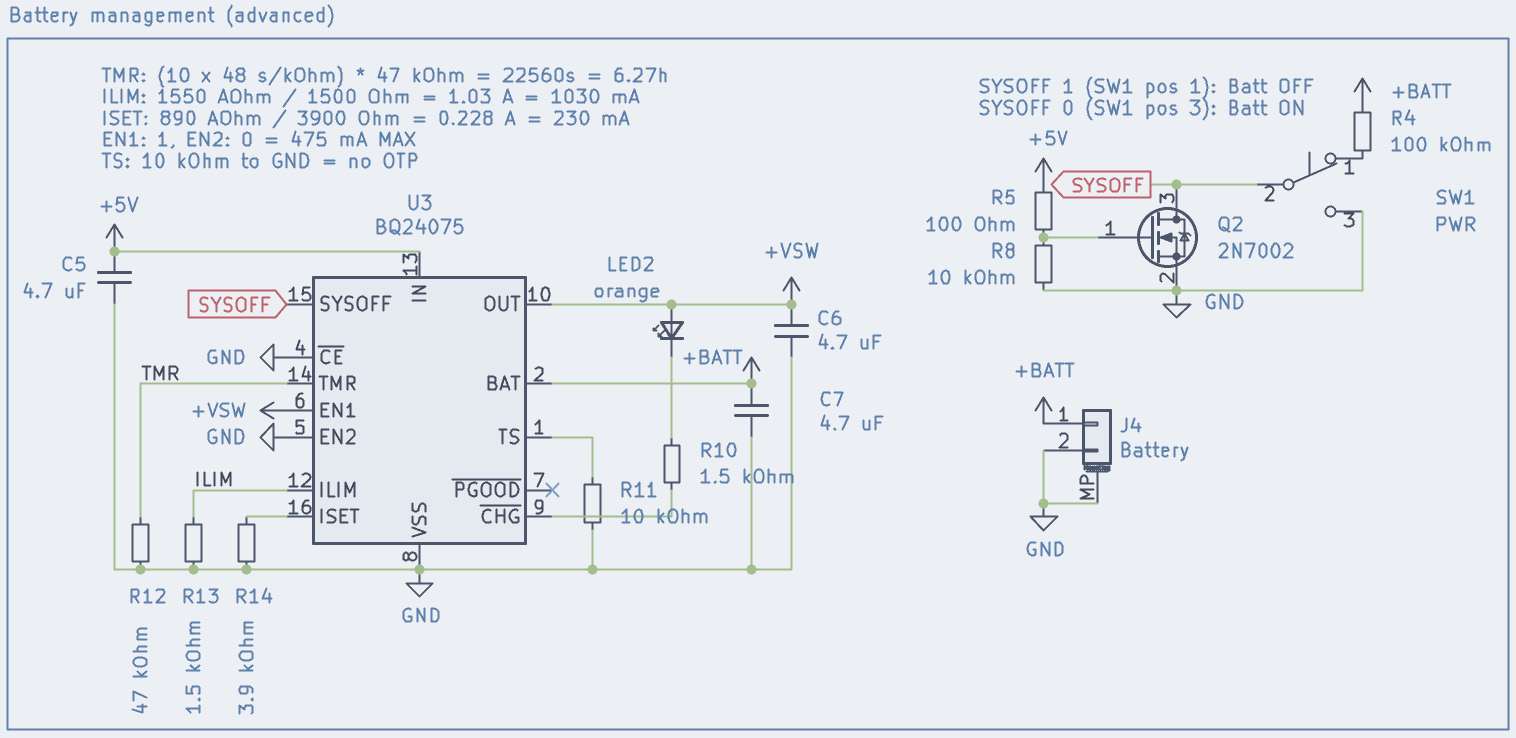 Battery management (advanced)
TMR: (10 x 48 s/kOhm) * 47 kOhm = 22560s = 6.27h
ILIM: 1550 AOhm / 1500 Ohm = 1.03 A = 1030 mA
ISET: 890 AOhm / 3900 Ohm = 0.228 A = 230 mA
EN1: 1, EN2: 0 = 475 mA MAX
TS: 10 kOhm to GND = no OTP
+5V
C5
4.7 uF
U3
BQ24075
13
IN
SYSOFF
15
SYSOFF
GND
4
CE
TMR
14
TMR
+VSW
6
EN1
GND
5
EN2
ILIM
12
ILIM
16
ISET
VSS
8
GND
OUT
10
BAT
2
TS
1
PGOOD
7
CHG
9
LED2
orange
+VSW
C6
4.7 uF
+BATT
C7
4.7 uF
R10
1.5 kOhm
R11
10 kOhm
R12
47 kOhm
R13
1.5 kOhm
R14
3.9 kOhm
SYSOFF 1 (SW1 pos 1): Batt OFF
SYSOFF 0 (SW1 pos 3): Batt ON
+5V
SYSOFF
R5
100 Ohm
R8
10 kOhm
1
3
2
Q2
2N7002
GND
+BATT
R4
100 kOhm
1
2
3
SW1
PWR
+BATT
1
2
J4
Battery
MP
GND